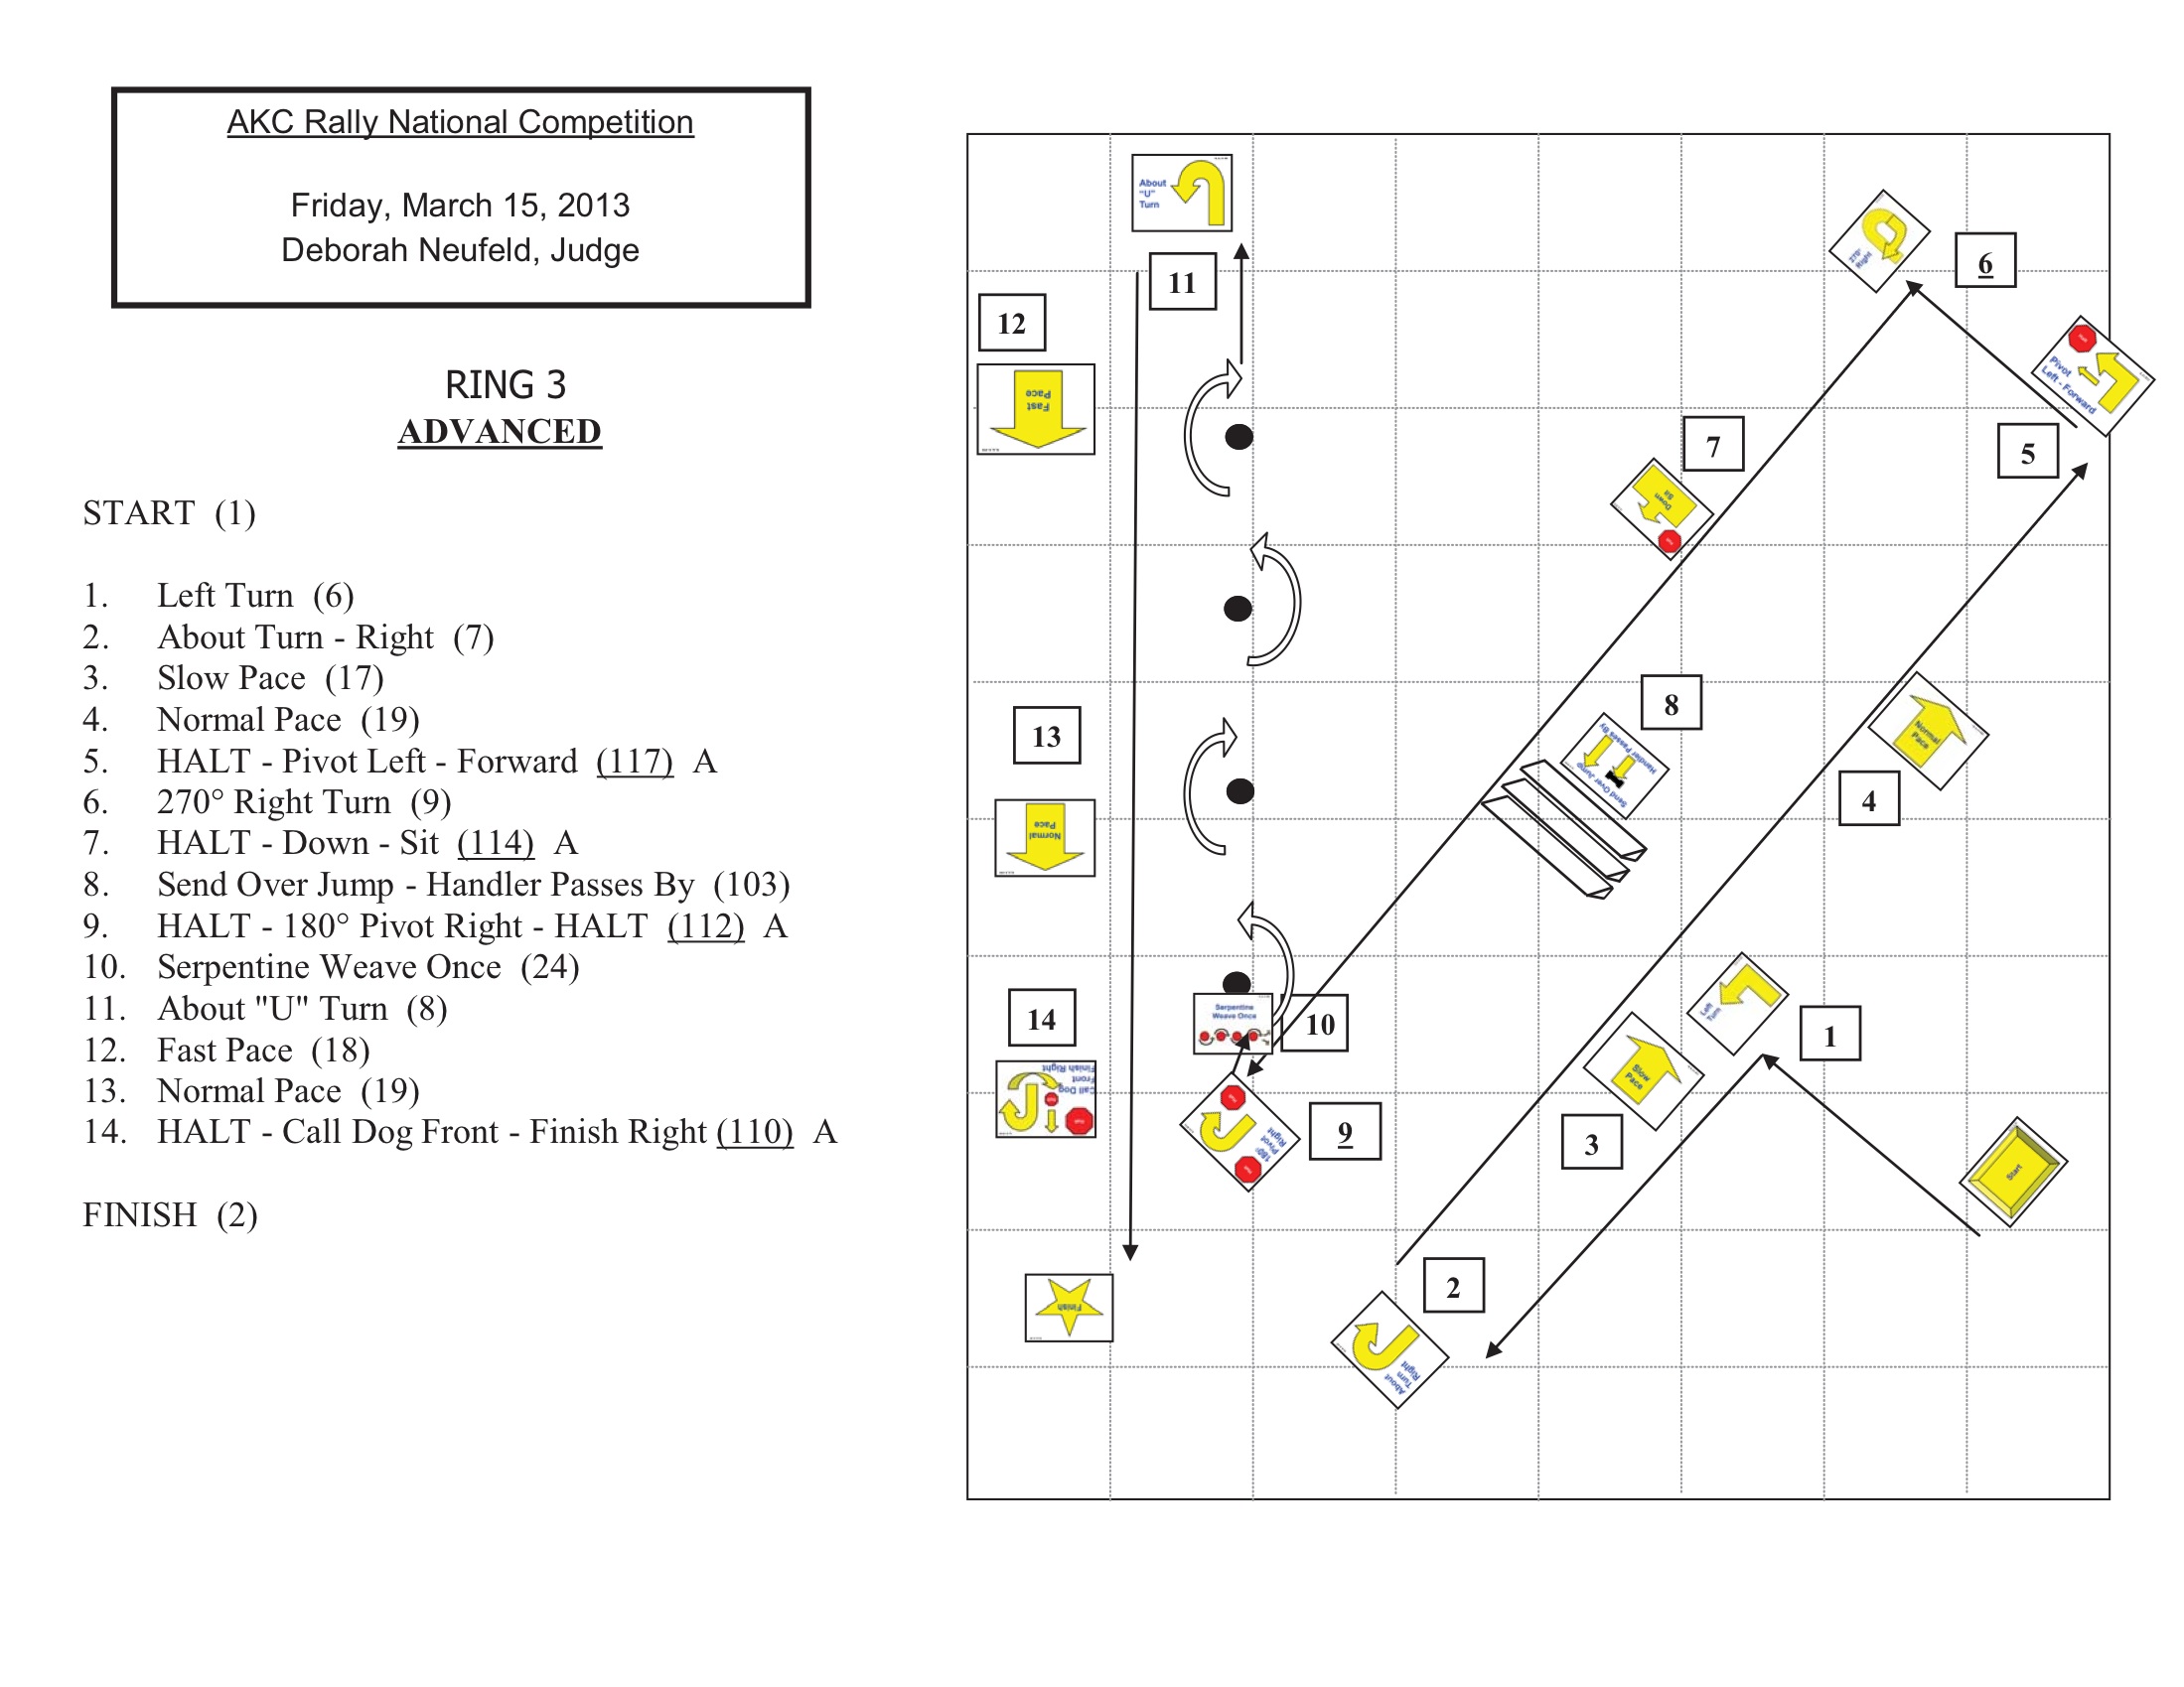 AKC Rally National Competition
Friday, March 15, 2013
Deborah Neufeld, Judge
RING 3
ADVANCED
START (1)
1. Left Turn (6)
2. About Turn - Right (7)
3. Slow Pace (17)
4. Normal Pace (19)
5. HALT - Pivot Left - Forward (117) A
6. 270° Right Turn (9)
7. HALT - Down - Sit (114) A
8. Send Over Jump - Handler Passes By (103)
9. HALT - 180° Pivot Right - HALT (112) A
10. Serpentine Weave Once (24)
11. About "U" Turn (8)
12. Fast Pace (18)
13. Normal Pace (19)
14. HALT - Call Dog Front - Finish Right (110) A
FINISH (2)
About
"U"
Turn
11
12
Fast
Pace
270°
Right
6
Pivot
Left - Forward
5
7
Down
Sit
8
Send Over Jump
Handler Passes By
Normal
Pace
4
13
Normal
Pace
Left
Turn
1
Slow
Pace
3
14
Call Dog
Front
Finish Right
Serpentine
Weave Once
10
180°
Pivot
Right
9
Start
2
About
Turn
Right
Finish